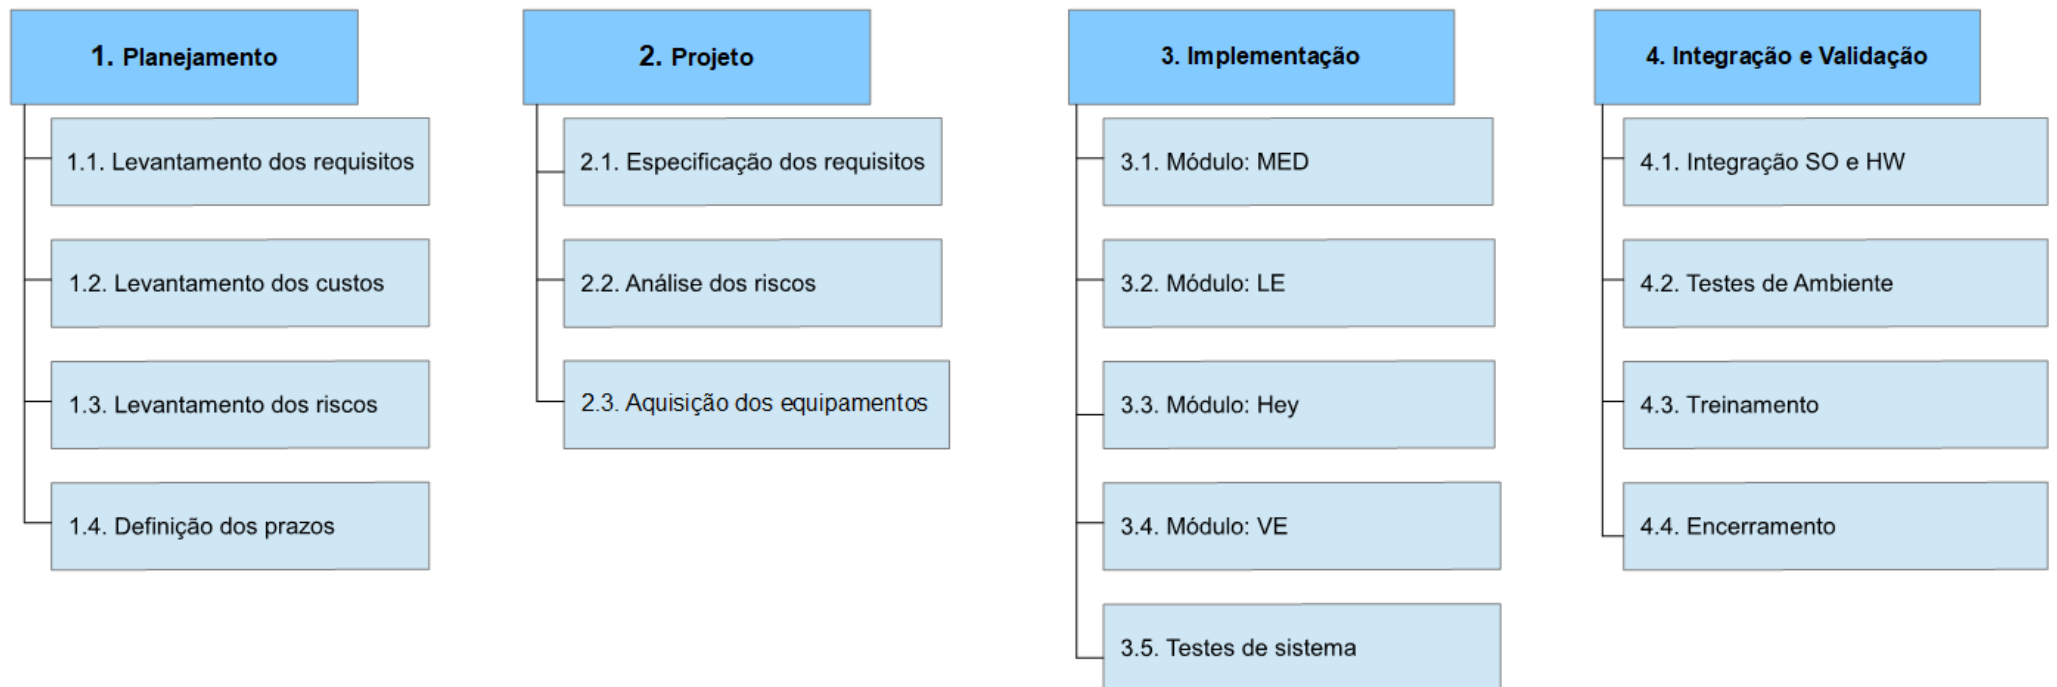 1. Planejamento
1.1. Levantamento dos requisitos
1.2. Levantamento dos custos
1.3. Levantamento dos riscos
1.4. Definição dos prazos
2. Projeto
2.1. Especificação dos requisitos
2.2. Análise dos riscos
2.3. Aquisição dos equipamentos
3. Implementação
3.1. Módulo: MED
3.2. Módulo: LE
3.3. Módulo: Hey
3.4. Módulo: VE
3.5. Testes de sistema
4. Integração e Validação
4.1. Integração SO e HW
4.2. Testes de Ambiente
4.3. Treinamento
4.4. Encerramento